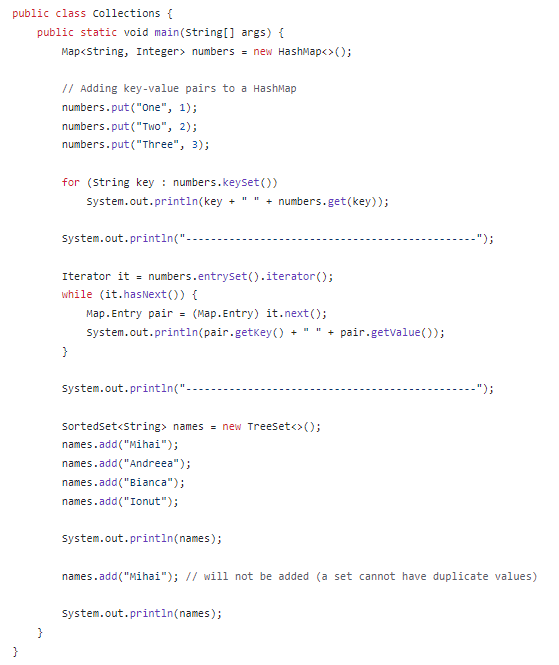 public class Collections {
    public static void main(String[] args) {
        Map<String, Integer> numbers = new HashMap<>();

        // Adding key-value pairs to a HashMap
        numbers.put("One", 1);
        numbers.put("Two", 2);
        numbers.put("Three", 3);

        for (String key : numbers.keySet())
            System.out.println(key + " " + numbers.get(key));

        System.out.println("----------------------------------------------");

        Iterator it = numbers.entrySet().iterator();
        while (it.hasNext()) {
            Map.Entry pair = (Map.Entry) it.next();
            System.out.println(pair.getKey() + " " + pair.getValue());
        }

        System.out.println("----------------------------------------------");

        SortedSet<String> names = new TreeSet<>();
        names.add("Mihai");
        names.add("Andreea");
        names.add("Bianca");
        names.add("Ionut");

        System.out.println(names);

        names.add("Mihai"); // will not be added (a set cannot have duplicate values)

        System.out.println(names);
    }
}